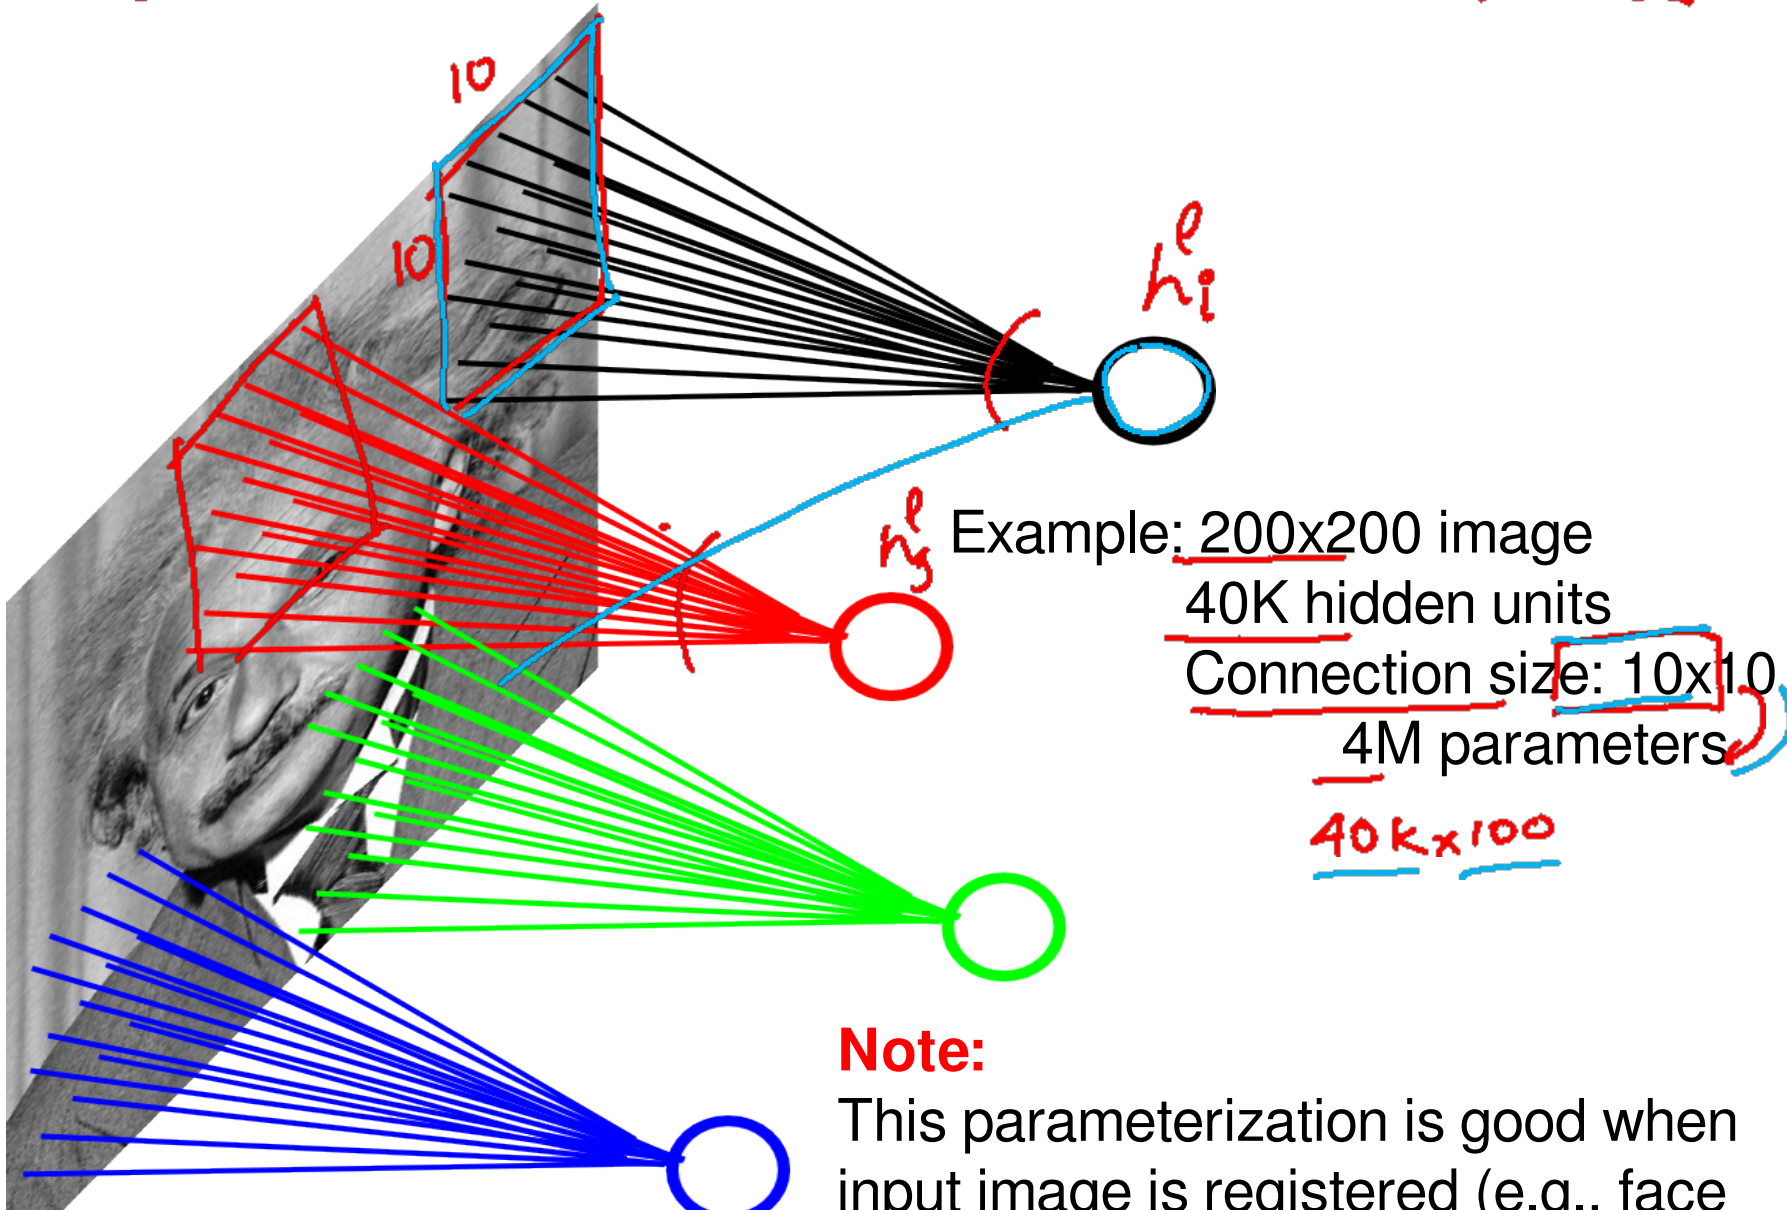 10
10
h_i^l
h_j^l
Example: 200x200 image
40K hidden units
Connection size: 10x10
4M parameters
40Kx100
Note:
This parameterization is good when
input image is registered (e.g., face